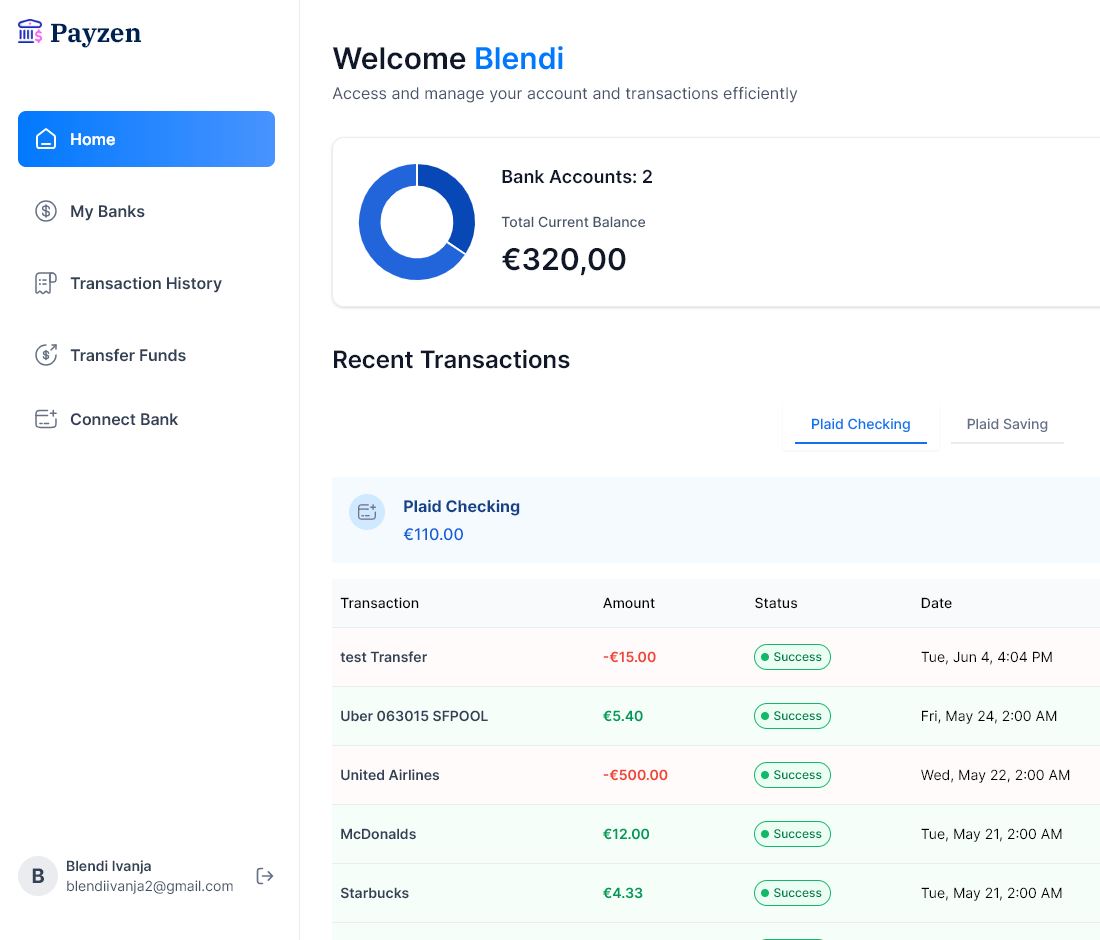 Payzen
Home
My Banks
Transaction History
Transfer Funds
Connect Bank
Blendi Ivanja
blendiivanja2@gmail.com
B
Welcome Blendi
Access and manage your account and transactions efficiently
Bank Accounts: 2
Total Current Balance
€320,00
Recent Transactions
Plaid Checking Plaid Saving
Plaid Checking
€110.00
Transaction Amount Status Date
test Transfer -€15.00 Success Tue, Jun 4, 4:04 PM
Uber 063015 SFPOOL €5.40 Success Fri, May 24, 2:00 AM
United Airlines -€500.00 Success Wed, May 22, 2:00 AM
McDonalds €12.00 Success Tue, May 21, 2:00 AM
Starbucks €4.33 Success Tue, May 21, 2:00 AM